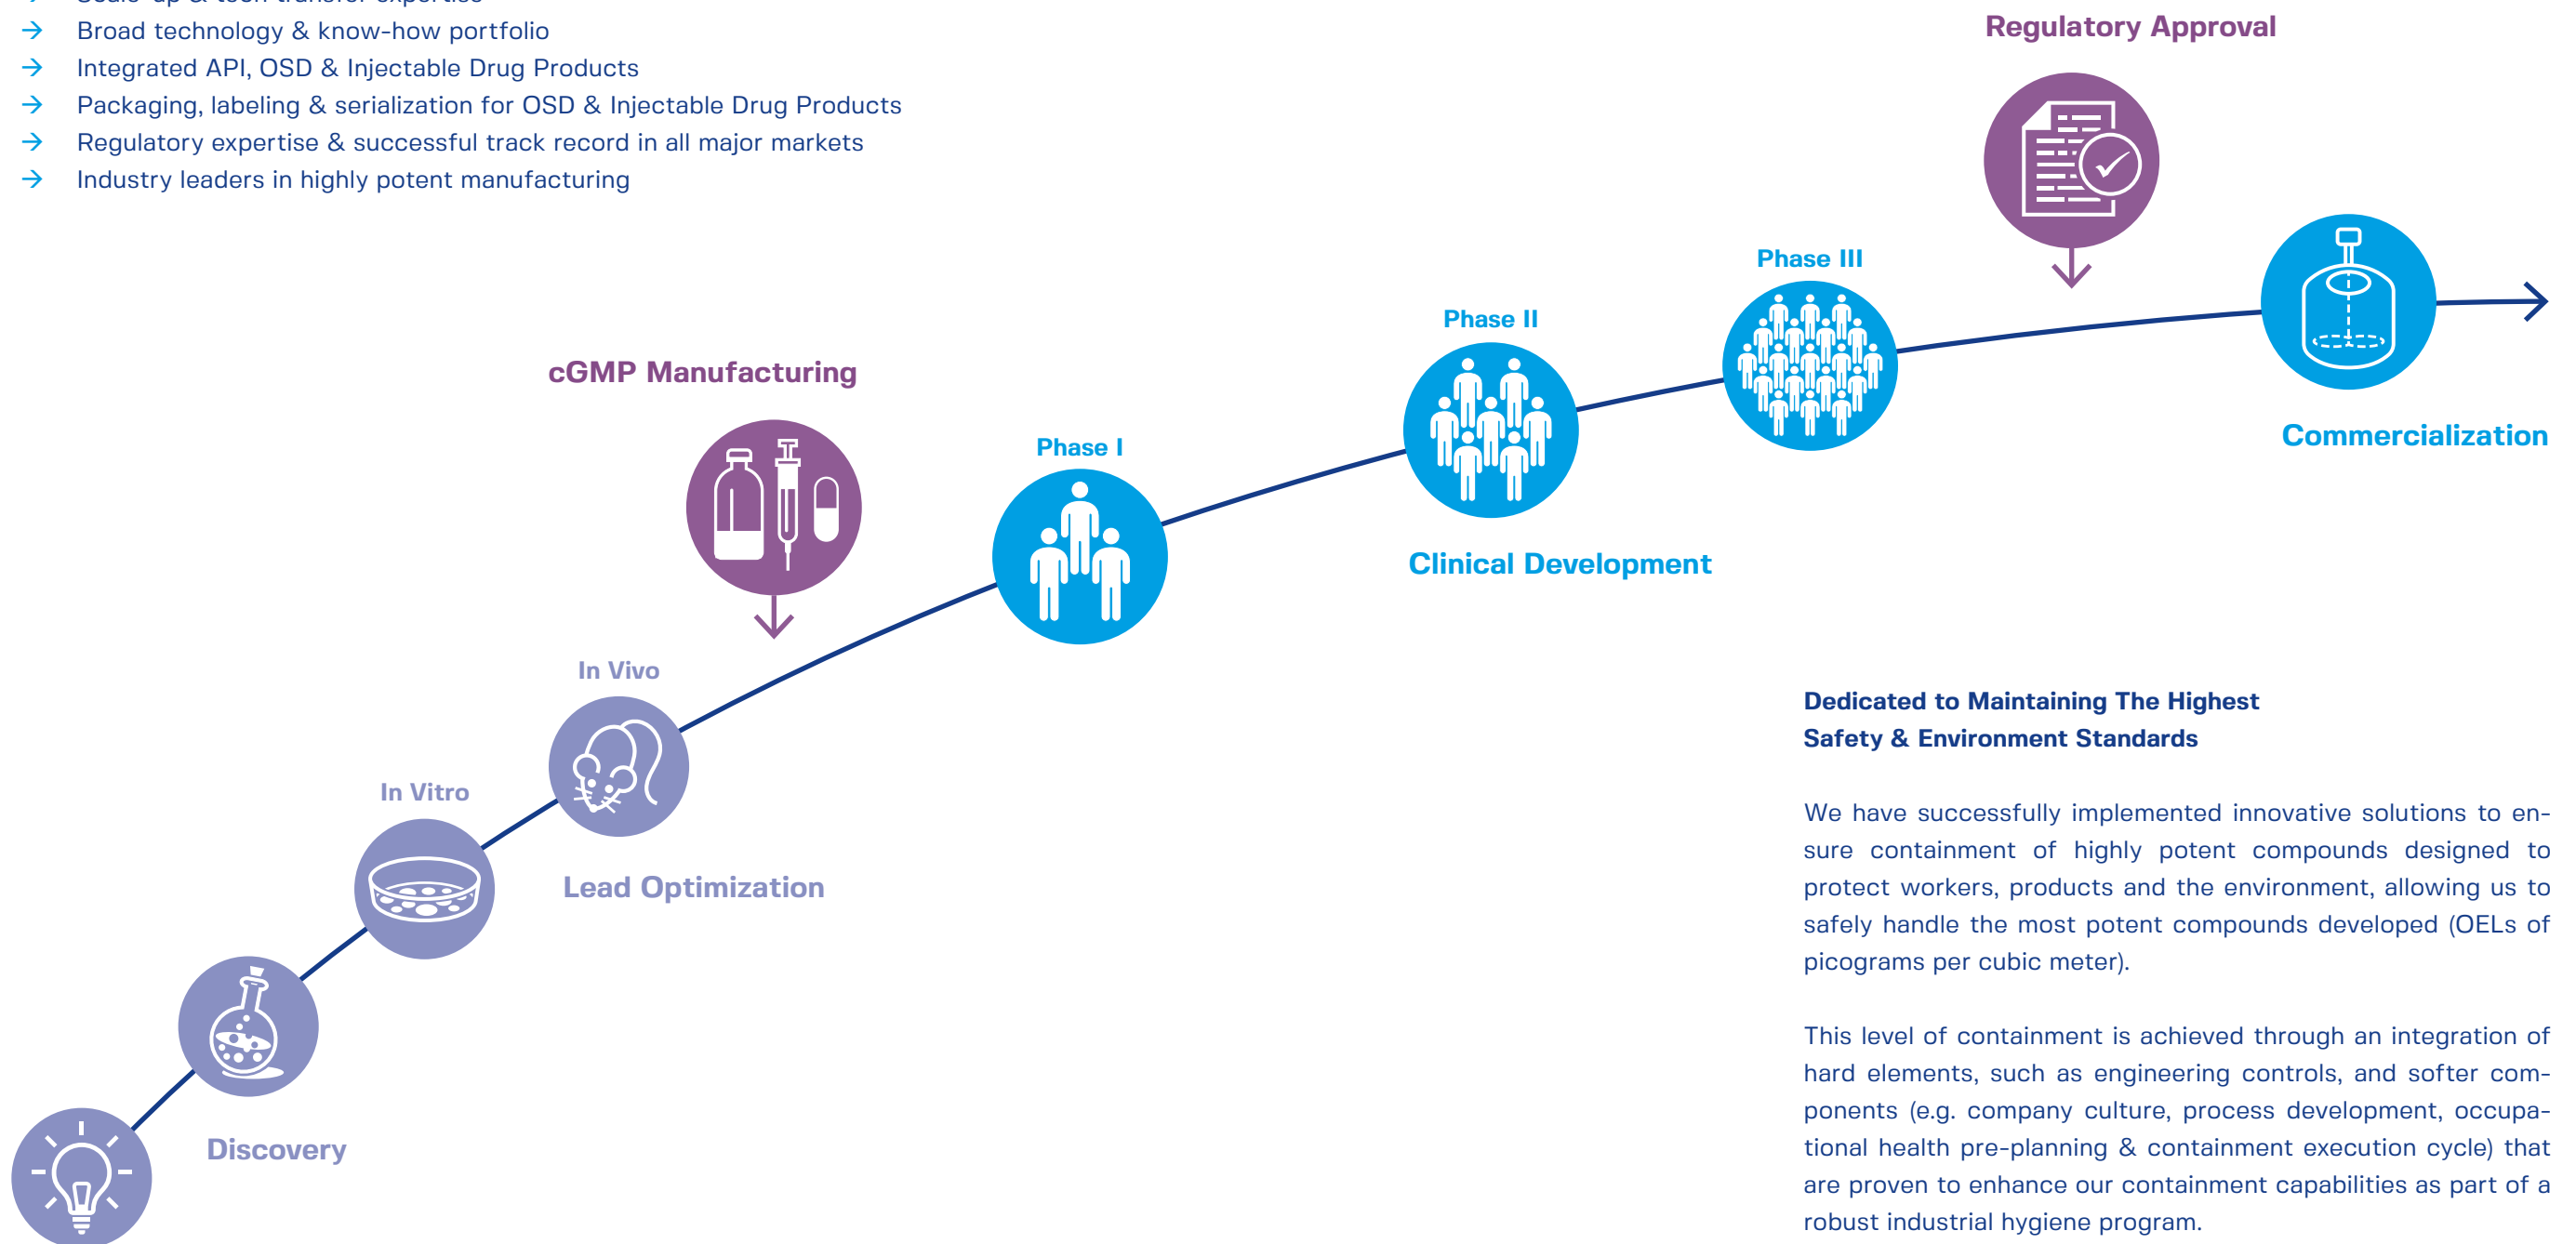 Scale-up & tech transfer expertise
→ Broad technology & know-how portfolio
→ Integrated API, OSD & Injectable Drug Products
→ Packaging, labeling & serialization for OSD & Injectable Drug Products
→ Regulatory expertise & successful track record in all major markets
→ Industry leaders in highly potent manufacturing
Regulatory Approval
Phase III
Phase II
cGMP Manufacturing
Commercialization
Phase I
Clinical Development
In Vivo
In Vitro
Lead Optimization
Discovery
Dedicated to Maintaining The Highest
Safety & Environment Standards
We have successfully implemented innovative solutions to en-
sure containment of highly potent compounds designed to
protect workers, products and the environment, allowing us to
safely handle the most potent compounds developed (OELs of
picograms per cubic meter).
This level of containment is achieved through an integration of
hard elements, such as engineering controls, and softer com-
ponents (e.g. company culture, process development, occupa-
tional health pre-planning & containment execution cycle) that
are proven to enhance our containment capabilities as part of a
robust industrial hygiene program.